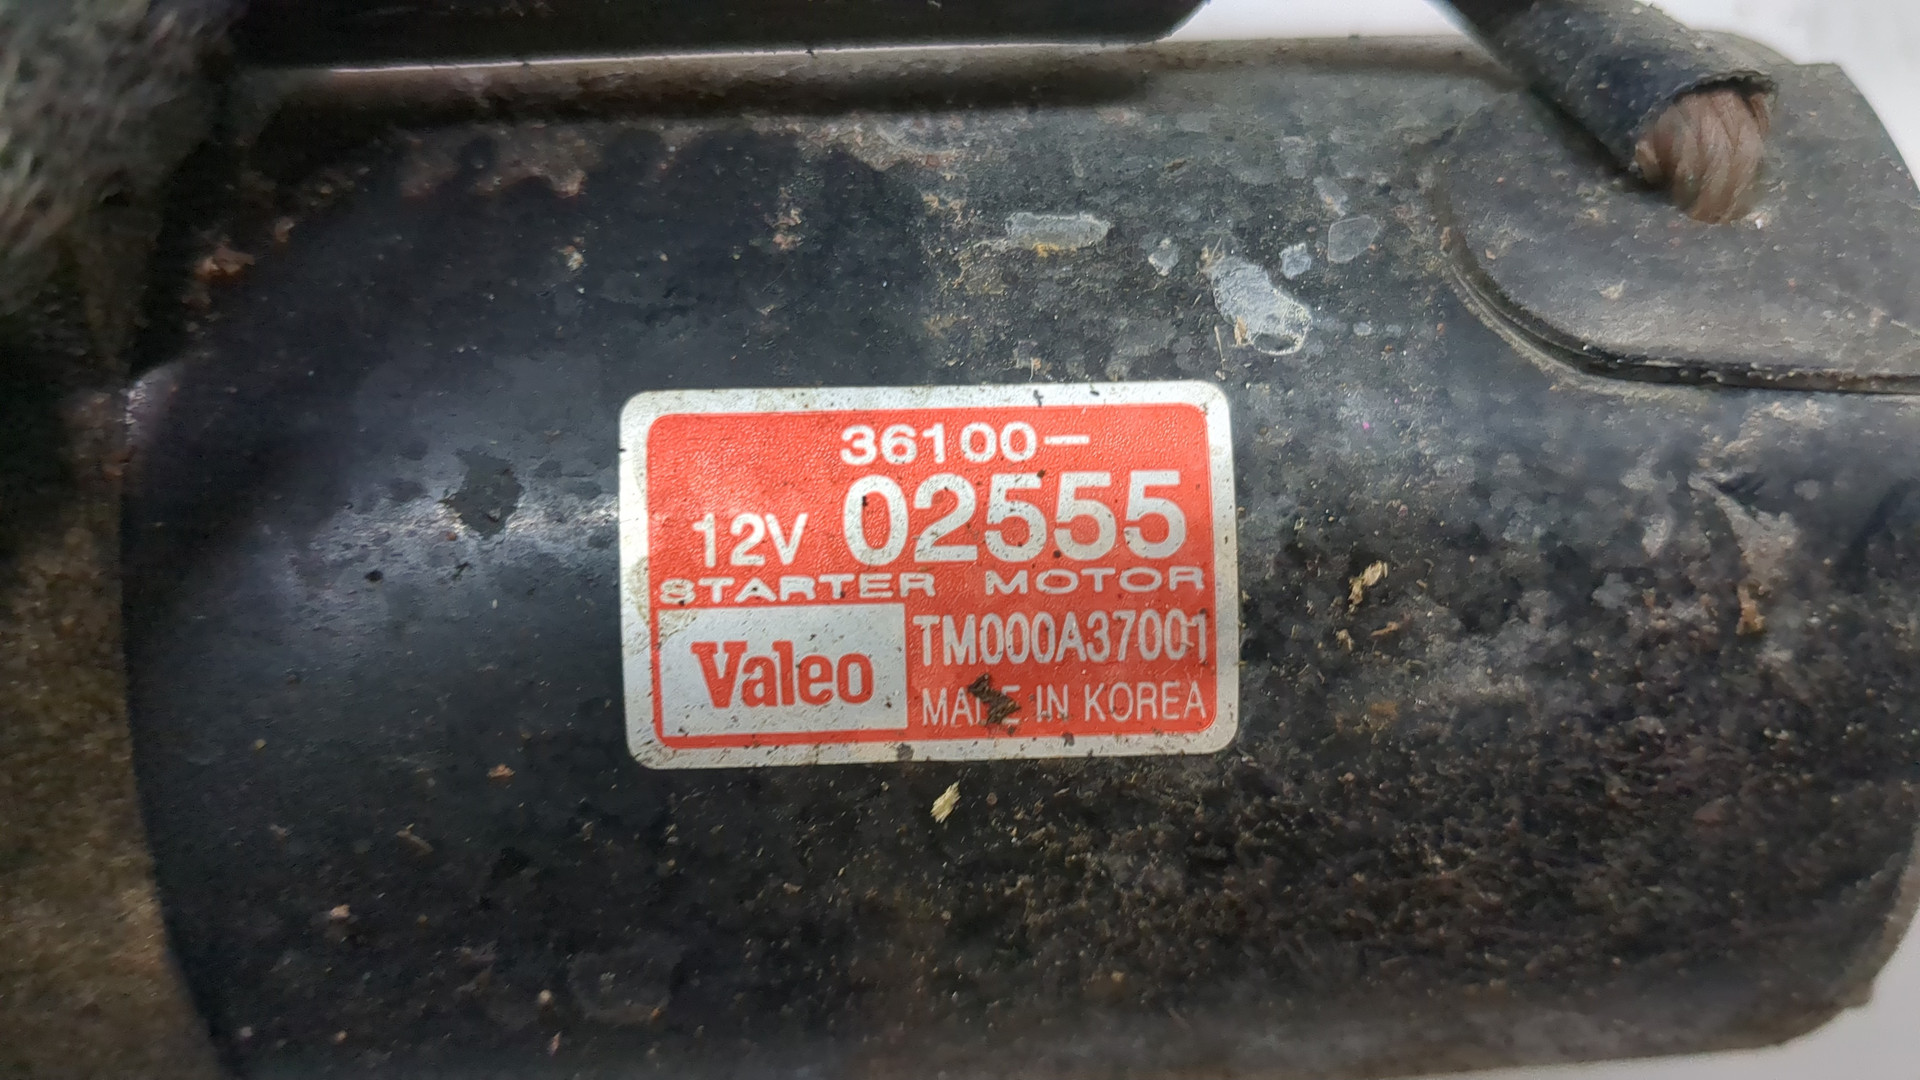 36100-
12V 02555
STARTER MOTOR
Valeo TM000A37001
MADE IN KOREA